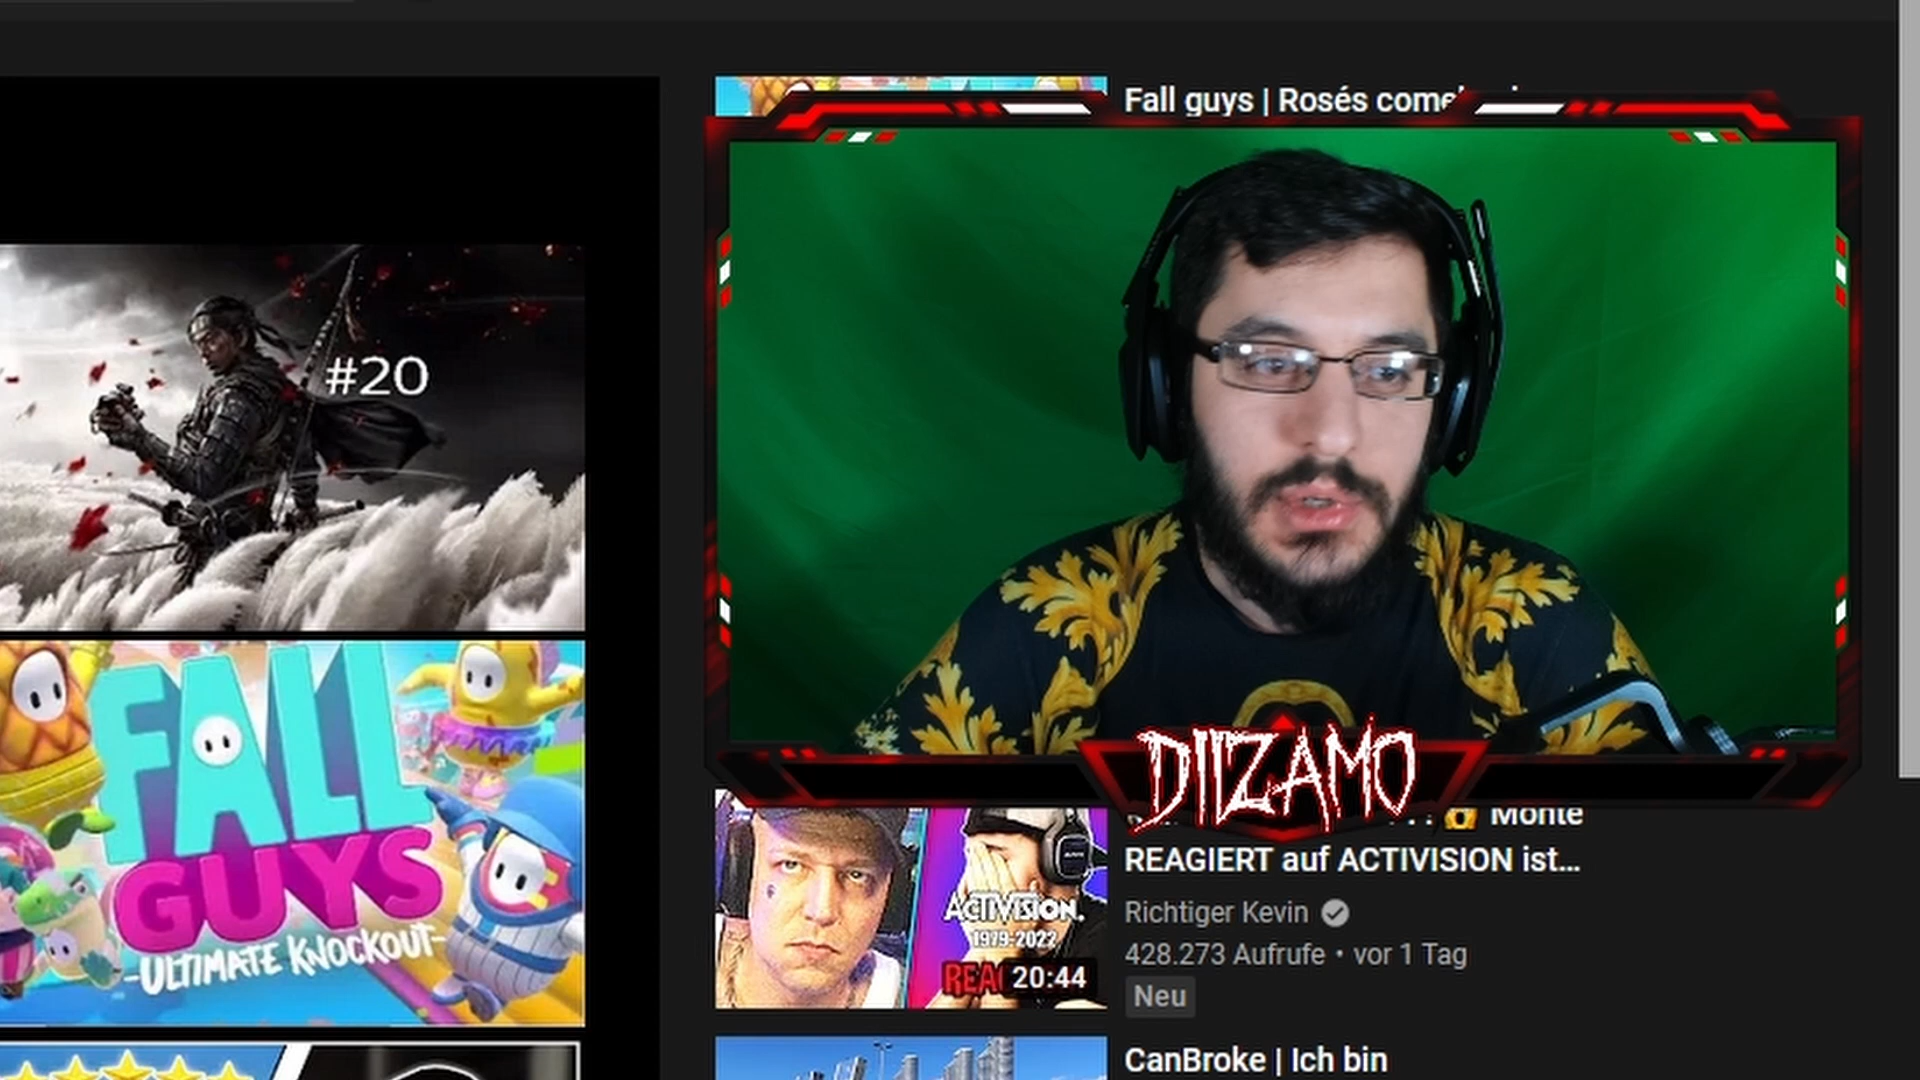 Fall guys | Rosés
#20
FALL
GUYS
-ULTIMATE KNOCKOUT-
DIIZAMO
Monte
REAGIERT auf ACTIVISION ist...
Richtiger Kevin
428.273 Aufrufe • vor 1 Tag
Neu
ACTIVISION.
1979-2022
20:44
CanBroke | Ich bin